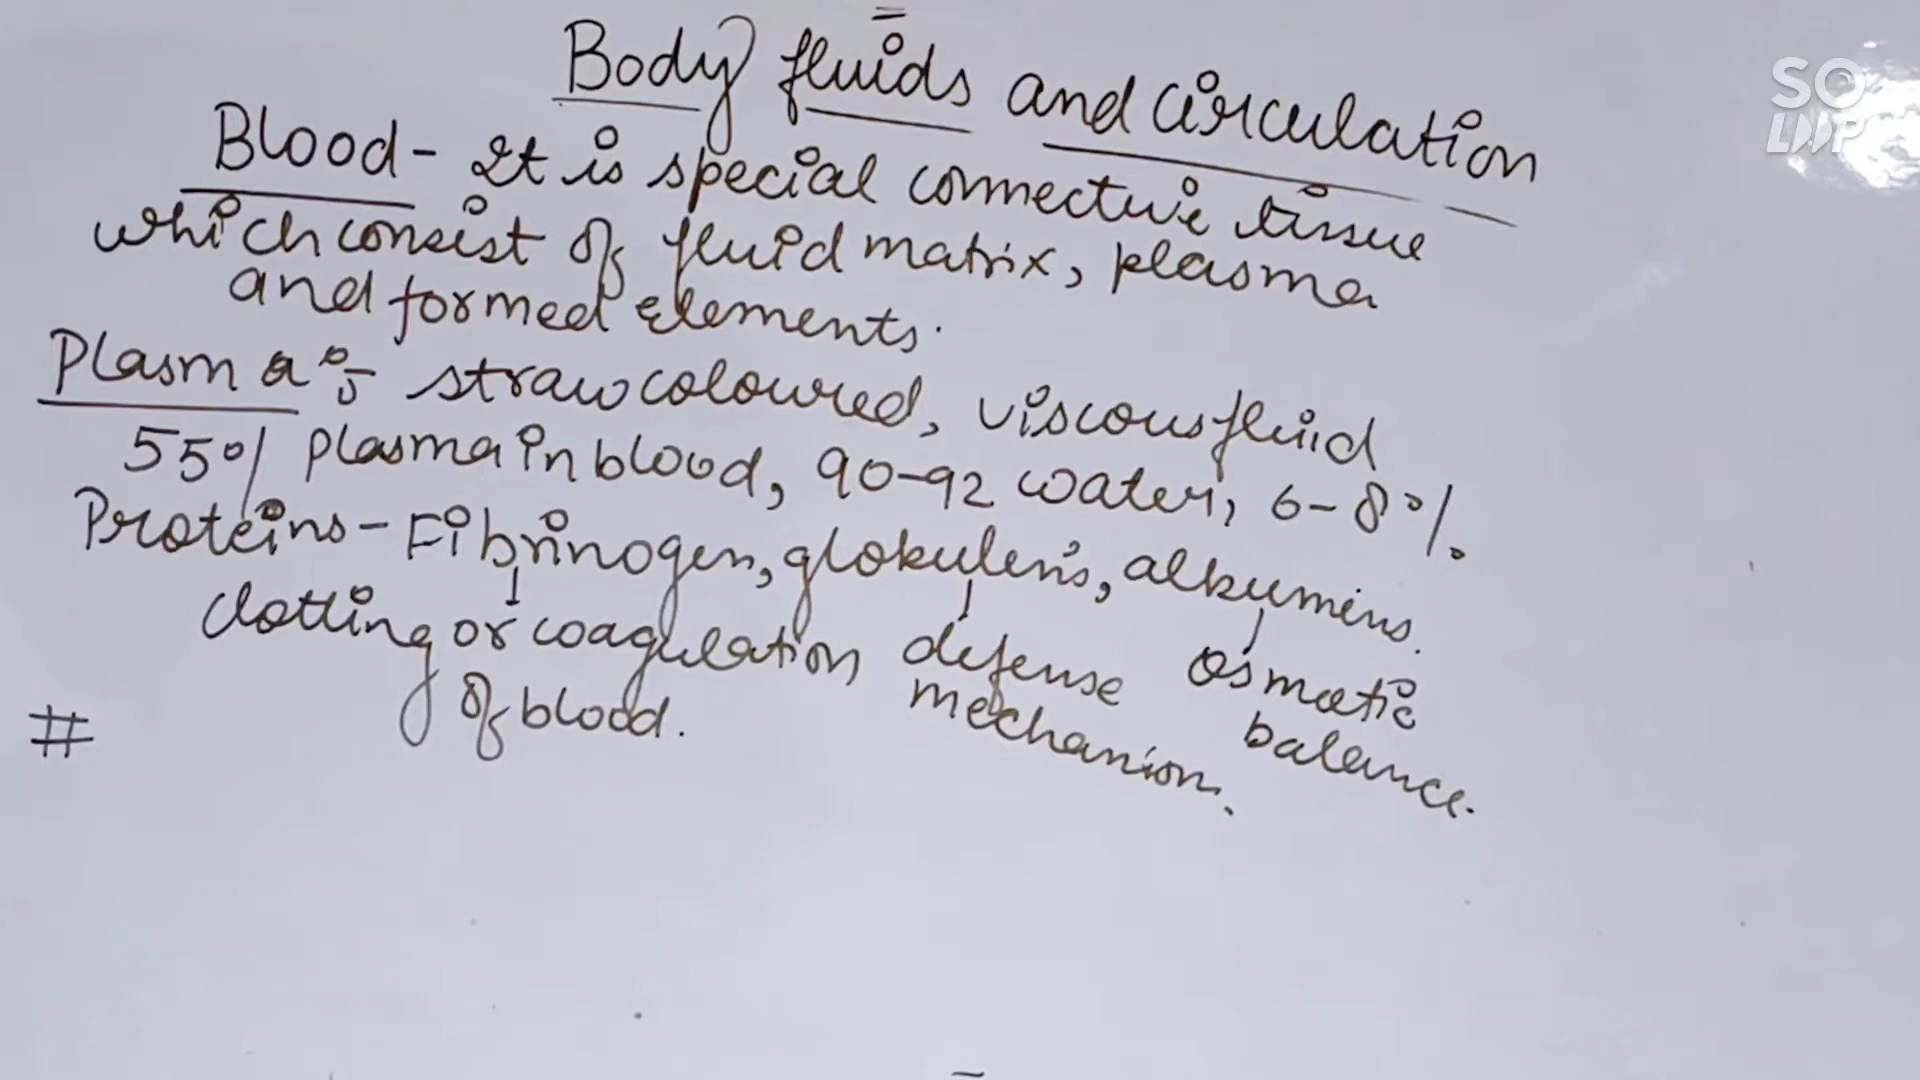 Body fluids and circulation
Blood - It is special connective tissue
which consist of fluid matrix, plasma
and formed elements.
Plasma :- straw coloured, viscous fluid
55% plasma in blood, 90-92 water, 6-8%.
Proteins - Fibrinogen, globulens, albumins.
clotting or coagulation defense osmotic
of blood. mechanism. balance.
#
SO
LOOP